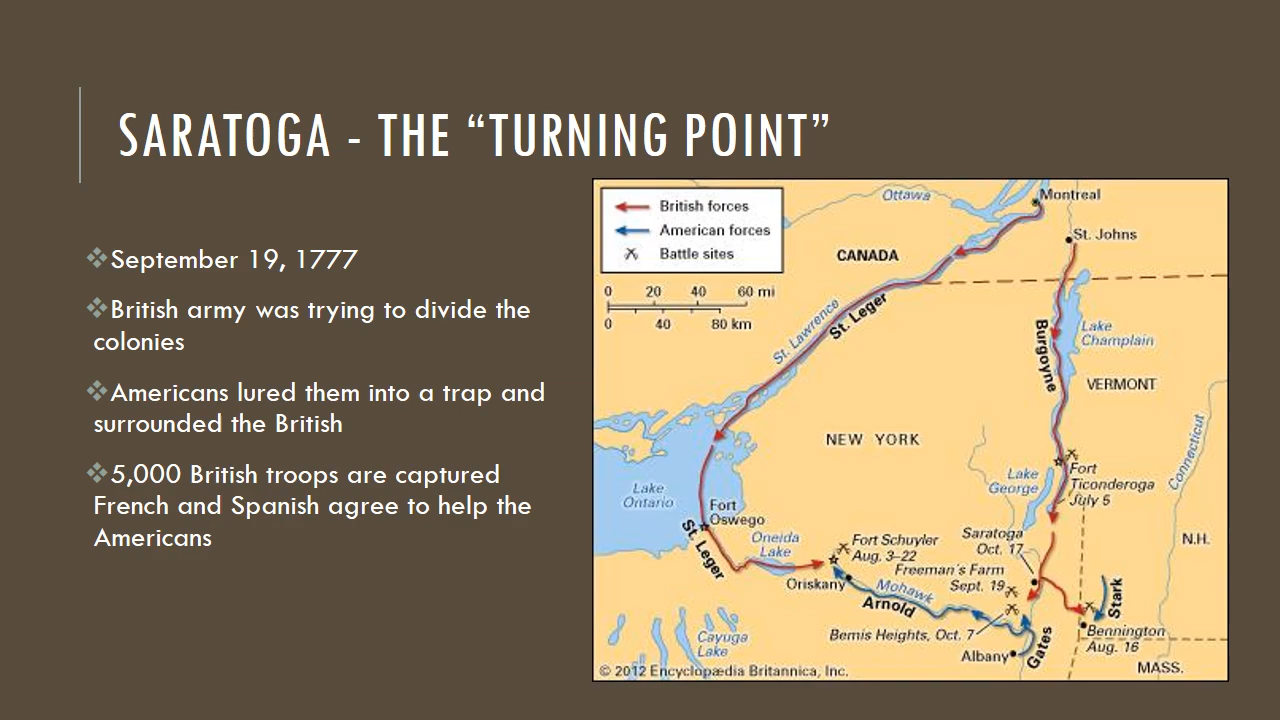 SARATOGA - THE “TURNING POINT”
September 19, 1777
British army was trying to divide the
colonies
Americans lured them into a trap and
surrounded the British
5,000 British troops are captured
French and Spanish agree to help the
Americans
British forces
American forces
Battle sites
0 20 40 60 mi
0 40 80 km
Ottawa
Montreal
St. Johns
CANADA
St. Lawrence
St. Leger
Burgoyne
Lake
Champlain
VERMONT
NEW YORK
Connecticut
Lake
George
Fort
Ticonderoga
July 5
Lake
Ontario
Fort
Oswego
St. Leger
Oneida
Lake
Fort Schuyler
Aug. 3–22
Saratoga
Oct. 17
N.H.
Freeman's Farm
Sept. 19
Oriskany
Mohawk
Arnold
Stark
Bemis Heights, Oct. 7
Gates
Bennington
Aug. 16
Cayuga
Lake
Albany
MASS.
© 2012 Encyclopædia Britannica, Inc.